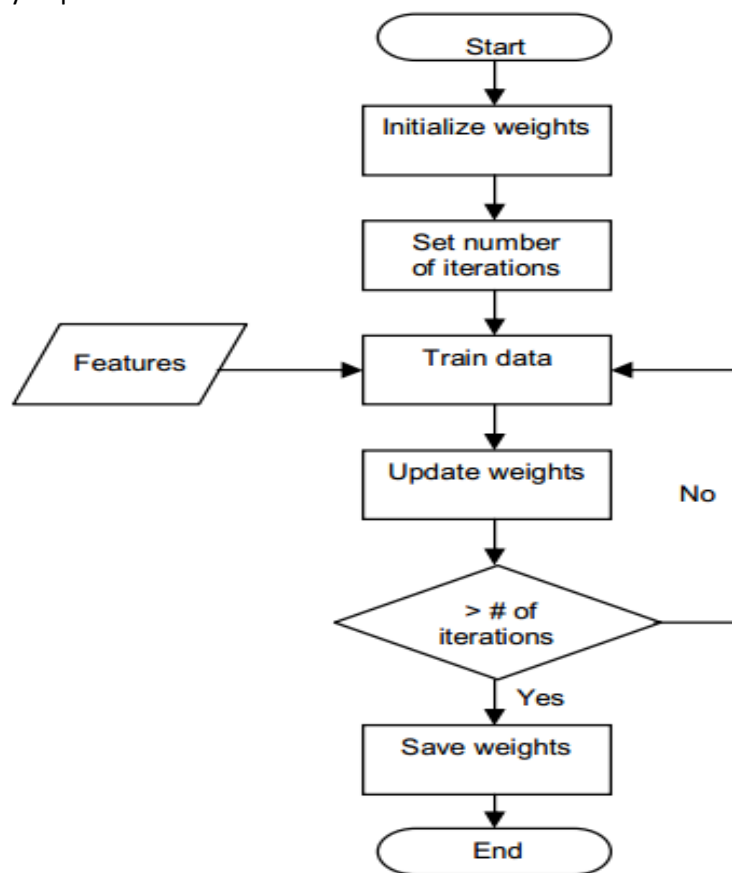 Start
Initialize weights
Set number
of iterations
Features
Train data
Update weights
No
> # of
iterations
Yes
Save weights
End